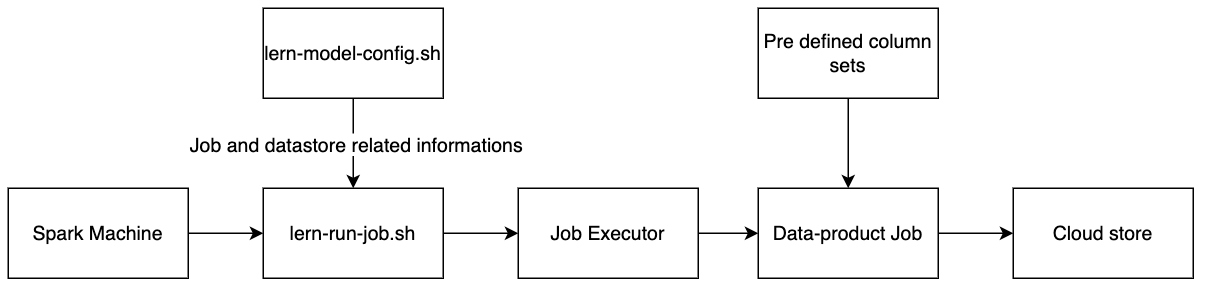 lern-model-config.sh
Pre defined column
sets
Job and datastore related informations
Spark Machine
lern-run-job.sh
Job Executor
Data-product Job
Cloud store